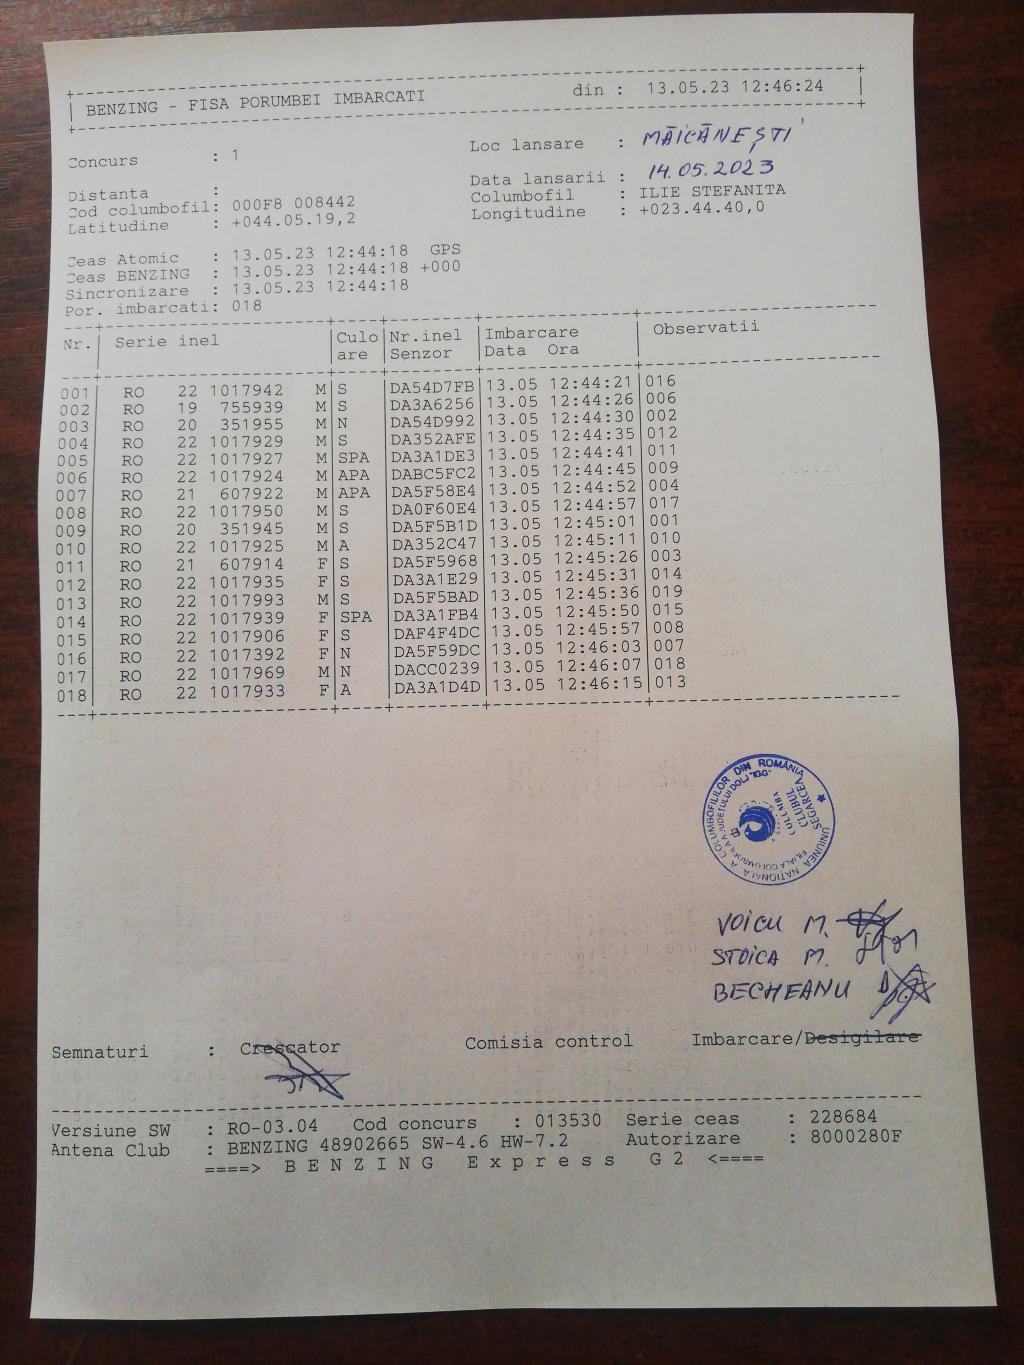 BENZING - FISA PORUMBEI IMBARCATI din : 13.05.23 12:46:24
Concurs : 1 Loc lansare : MĂICĂNEȘTI
Distanta : Data lansarii : 14.05.2023
Cod columbofil: 000F8 008442 Columbofil : ILIE STEFANITA
Latitudine : +044.05.19,2 Longitudine : +023.44.40,0
Ceas Atomic : 13.05.23 12:44:18 GPS
Ceas BENZING : 13.05.23 12:44:18 +000
Sincronizare : 13.05.23 12:44:18
Por. imbarcati: 018
Nr. Serie inel Culo Nr.inel Imbarcare Observatii
are Senzor Data Ora
001 RO 22 1017942 M S DA54D7FB 13.05 12:44:21 016
002 RO 19 755939 M S DA3A6256 13.05 12:44:26 006
003 RO 20 351955 M N DA54D992 13.05 12:44:30 002
004 RO 22 1017929 M S DA352AFE 13.05 12:44:35 012
005 RO 22 1017927 M SPA DA3A1DE3 13.05 12:44:41 011
006 RO 22 1017924 M APA DABC5FC2 13.05 12:44:45 009
007 RO 21 607922 M APA DA5F58E4 13.05 12:44:52 004
008 RO 22 1017950 M S DA0F60E4 13.05 12:44:57 017
009 RO 20 351945 M S DA5F5B1D 13.05 12:45:01 001
010 RO 22 1017925 M A DA352C47 13.05 12:45:11 010
011 RO 21 607914 F S DA5F5968 13.05 12:45:26 003
012 RO 22 1017935 F S DA3A1E29 13.05 12:45:31 014
013 RO 22 1017993 M S DA5F5BAD 13.05 12:45:36 019
014 RO 22 1017939 F SPA DA3A1FB4 13.05 12:45:50 015
015 RO 22 1017906 F S DAF4F4DC 13.05 12:45:57 008
016 RO 22 1017392 F N DA5F59DC 13.05 12:46:03 007
017 RO 22 1017969 M N DACC0239 13.05 12:46:07 018
018 RO 22 1017933 F A DA3A1D4D 13.05 12:46:15 013
UNIUNEA NATIONALA A COLUMBOFILILOR DIN ROMÂNIA
FILIALA COLUMBOFILA A JUDETULUI DOLJ
CLUBUL
SEGARCEA
VOICU M.
STOICA M.
BECHEANU
Semnaturi : Crescator Comisia control Imbarcare/Desigilare
Versiune SW : RO-03.04 Cod concurs : 013530 Serie ceas : 228684
Antena Club : BENZING 48902665 SW-4.6 HW-7.2 Autorizare : 8000280F
====> B E N Z I N G E x p r e s s G 2 <====